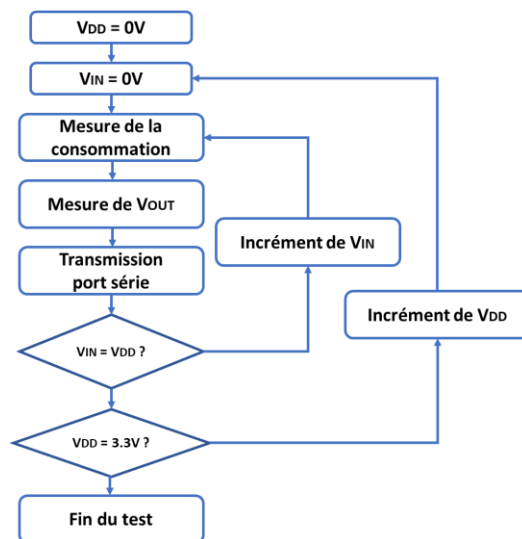 VDD = 0V
VIN = 0V
Mesure de la
consommation
Mesure de VOUT
Transmission
port série
VIN = VDD ?
VDD = 3.3V ?
Fin du test
Incrément de VIN
Incrément de VDD